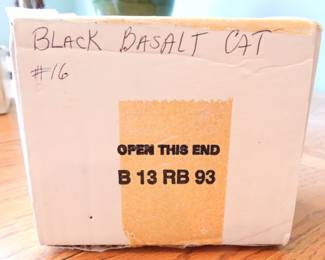 BLACK BASALT CAT
#16
OPEN THIS END
B 13 RB 93